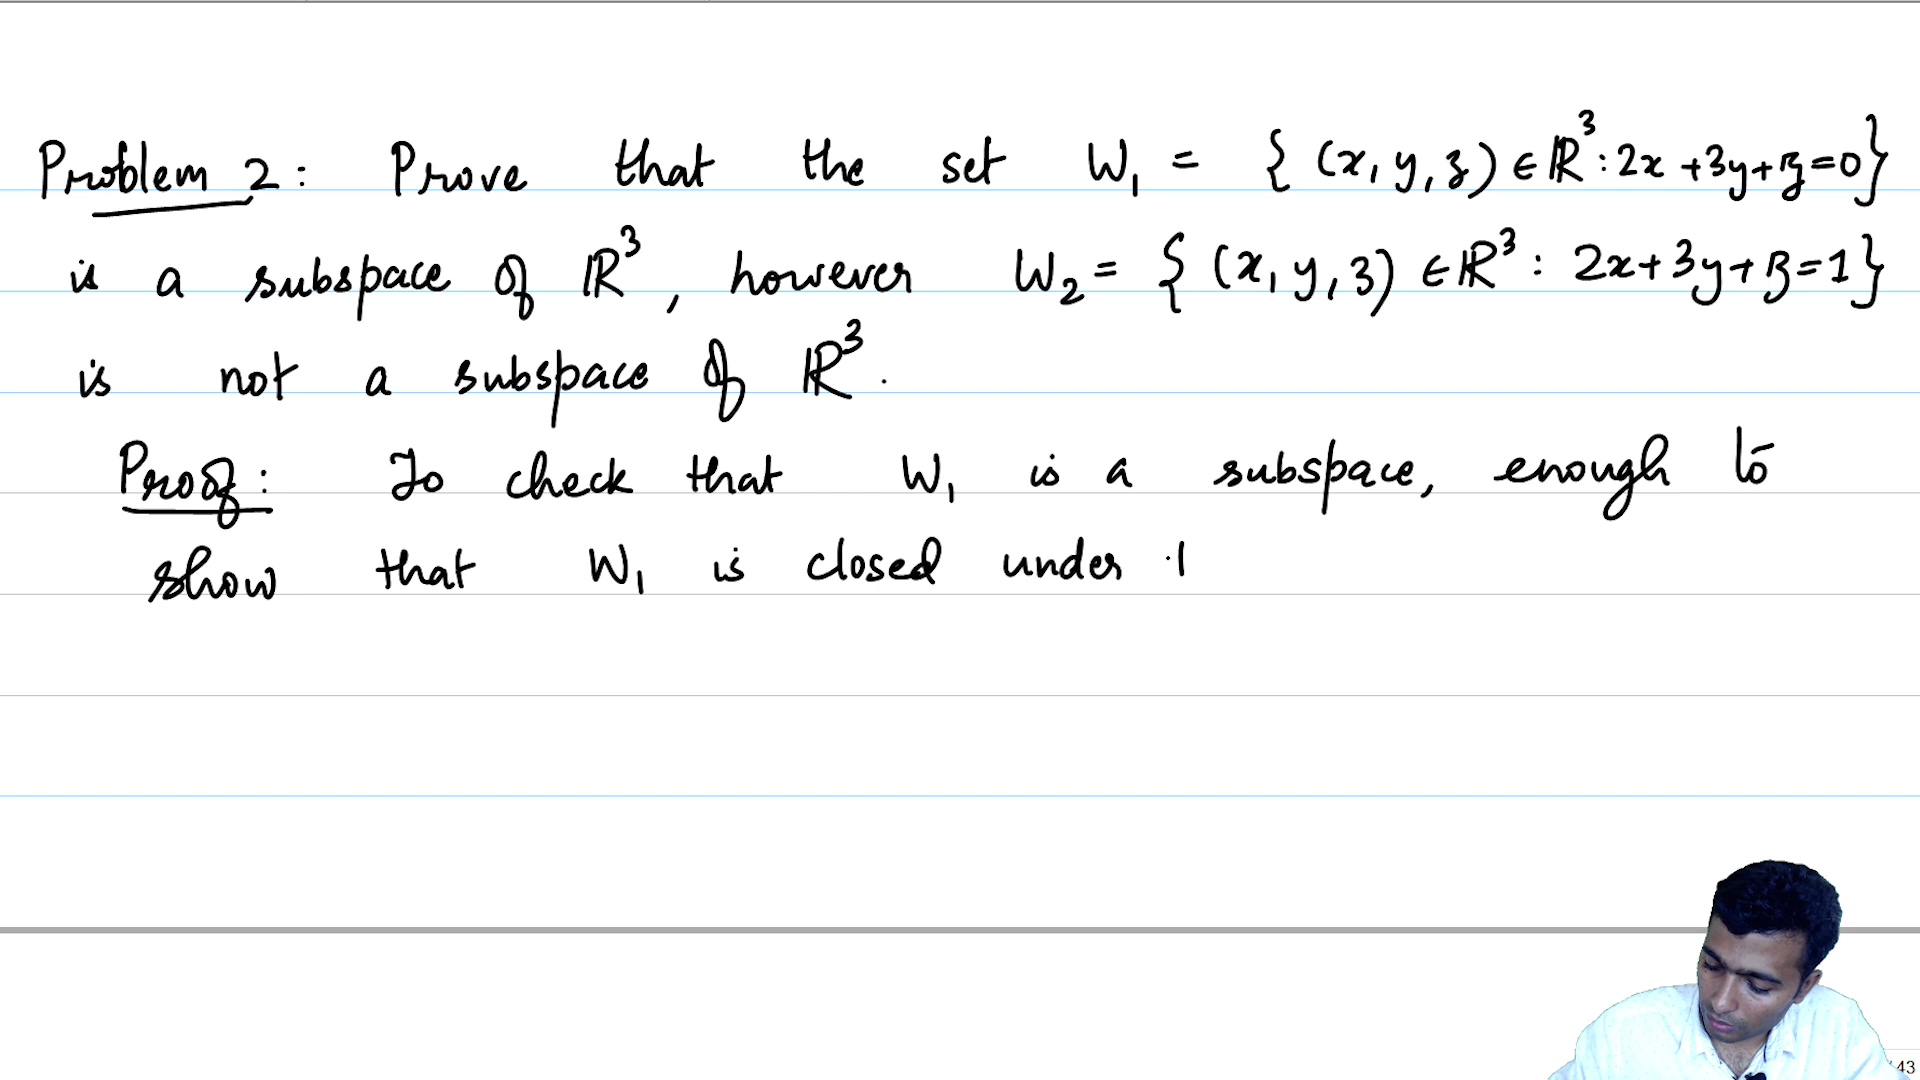 Problem 2: Prove that the set W₁ = { (x, y, z) ∈ ℝ³ : 2x + 3y + z = 0}
is a subspace of ℝ³, however W₂ = { (x, y, z) ∈ ℝ³ : 2x + 3y + z = 1}
is not a subspace of ℝ³.
Proof: To check that W₁ is a subspace, enough to
show that W₁ is closed under
43